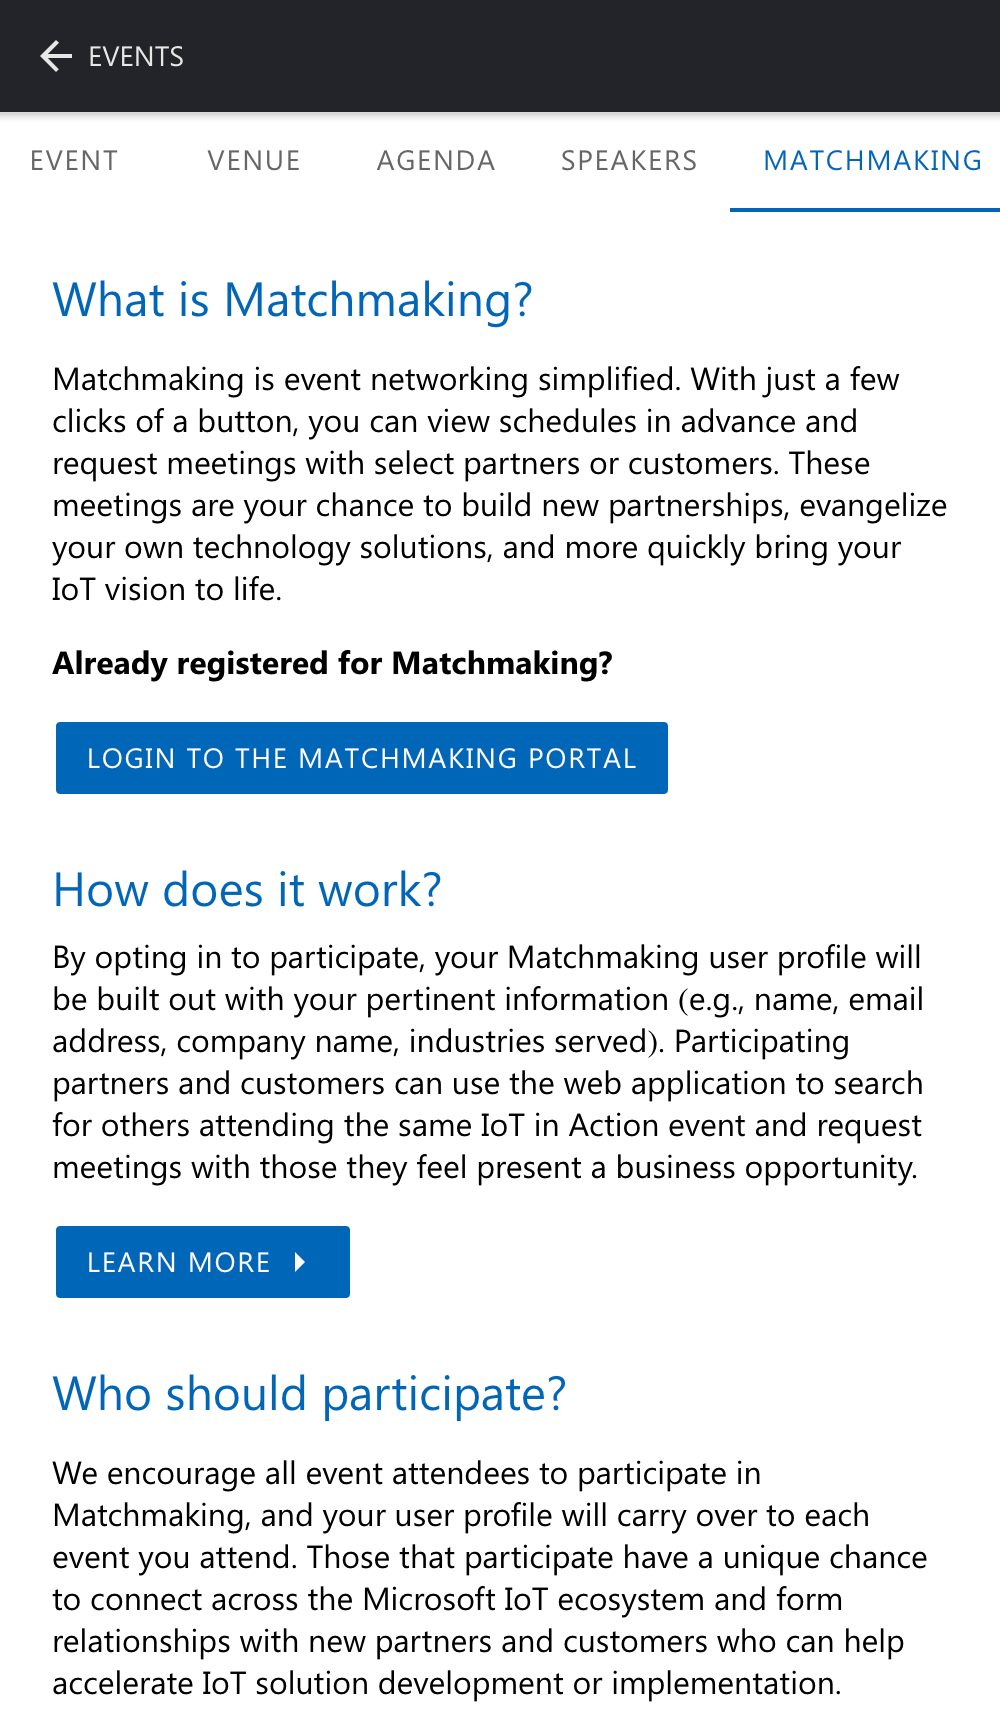 EVENTS
EVENT VENUE AGENDA SPEAKERS MATCHMAKING
What is Matchmaking?
Matchmaking is event networking simplified. With just a few
clicks of a button, you can view schedules in advance and
request meetings with select partners or customers. These
meetings are your chance to build new partnerships, evangelize
your own technology solutions, and more quickly bring your
IoT vision to life.
Already registered for Matchmaking?
LOGIN TO THE MATCHMAKING PORTAL
How does it work?
By opting in to participate, your Matchmaking user profile will
be built out with your pertinent information (e.g., name, email
address, company name, industries served). Participating
partners and customers can use the web application to search
for others attending the same IoT in Action event and request
meetings with those they feel present a business opportunity.
LEARN MORE
Who should participate?
We encourage all event attendees to participate in
Matchmaking, and your user profile will carry over to each
event you attend. Those that participate have a unique chance
to connect across the Microsoft IoT ecosystem and form
relationships with new partners and customers who can help
accelerate IoT solution development or implementation.